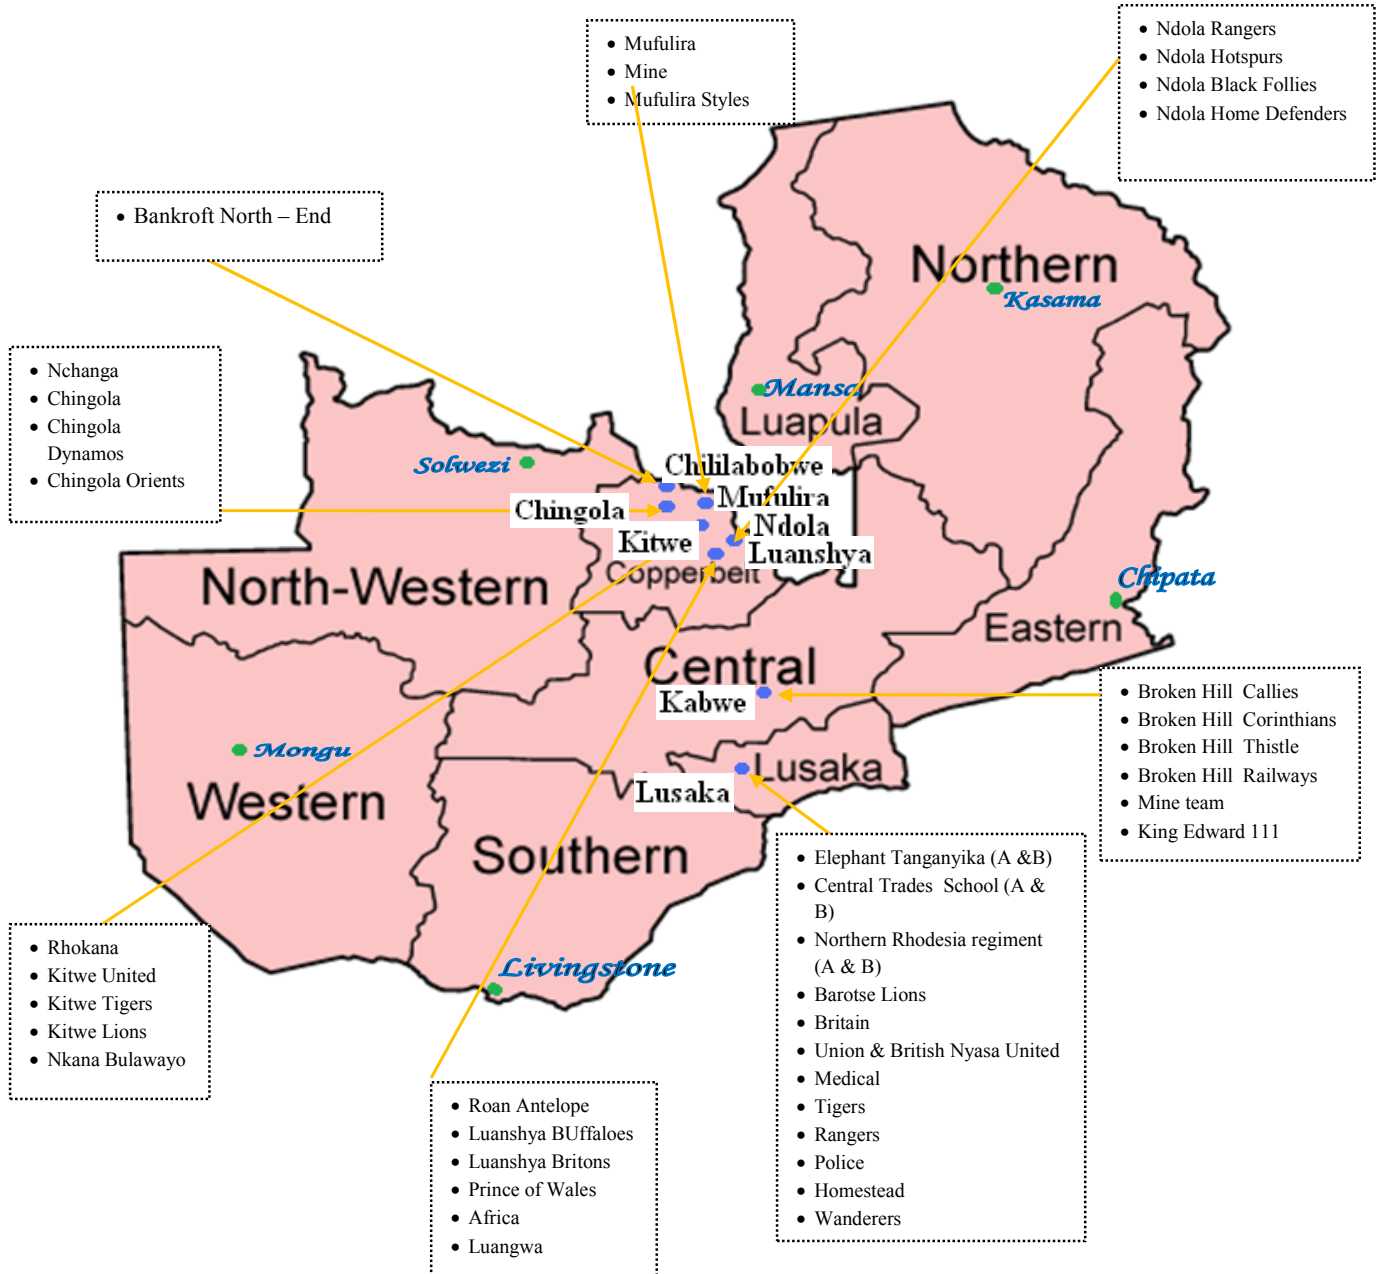 • Mufulira
• Mine
• Mufulira Styles
• Ndola Rangers
• Ndola Hotspurs
• Ndola Black Follies
• Ndola Home Defenders
• Bankroft North – End
• Nchanga
• Chingola
• Chingola
Dynamos
• Chingola Orients
Northern
Kasama
Mansa
Luapula
Solwezi
Chililabobwe
Mufulira
Chingola
Ndola
Kitwe
Luanshya
Copperbelt
North-Western
Chipata
Eastern
Central
Kabwe
Mongu
Western
Lusaka
Lusaka
Southern
Livingstone
• Broken Hill Callies
• Broken Hill Corinthians
• Broken Hill Thistle
• Broken Hill Railways
• Mine team
• King Edward 111
• Elephant Tanganyika (A &B)
• Central Trades School (A &
B)
• Northern Rhodesia regiment
(A & B)
• Barotse Lions
• Britain
• Union & British Nyasa United
• Medical
• Tigers
• Rangers
• Police
• Homestead
• Wanderers
• Rhokana
• Kitwe United
• Kitwe Tigers
• Kitwe Lions
• Nkana Bulawayo
• Roan Antelope
• Luanshya BUffaloes
• Luanshya Britons
• Prince of Wales
• Africa
• Luangwa